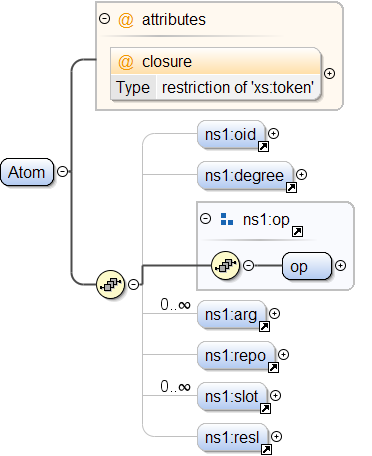 @ attributes
@ closure
Type restriction of 'xs:token'
Atom
ns1:oid
ns1:degree
ns1:op
op
0..∞
ns1:arg
ns1:repo
0..∞
ns1:slot
ns1:resl